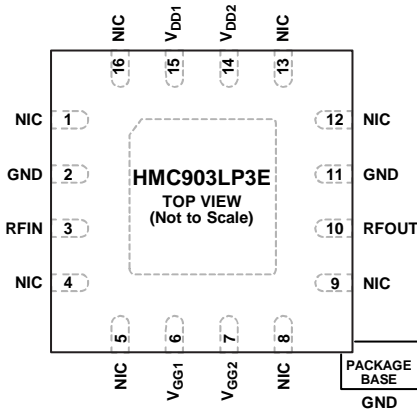 NIC
VDD1
VDD2
NIC
16
15
14
13
NIC 1
12 NIC
GND 2
11 GND
HMC903LP3E
TOP VIEW
(Not to Scale)
RFIN 3
10 RFOUT
NIC 4
9 NIC
5
6
7
8
NIC
VGG1
VGG2
NIC
PACKAGE
BASE
GND